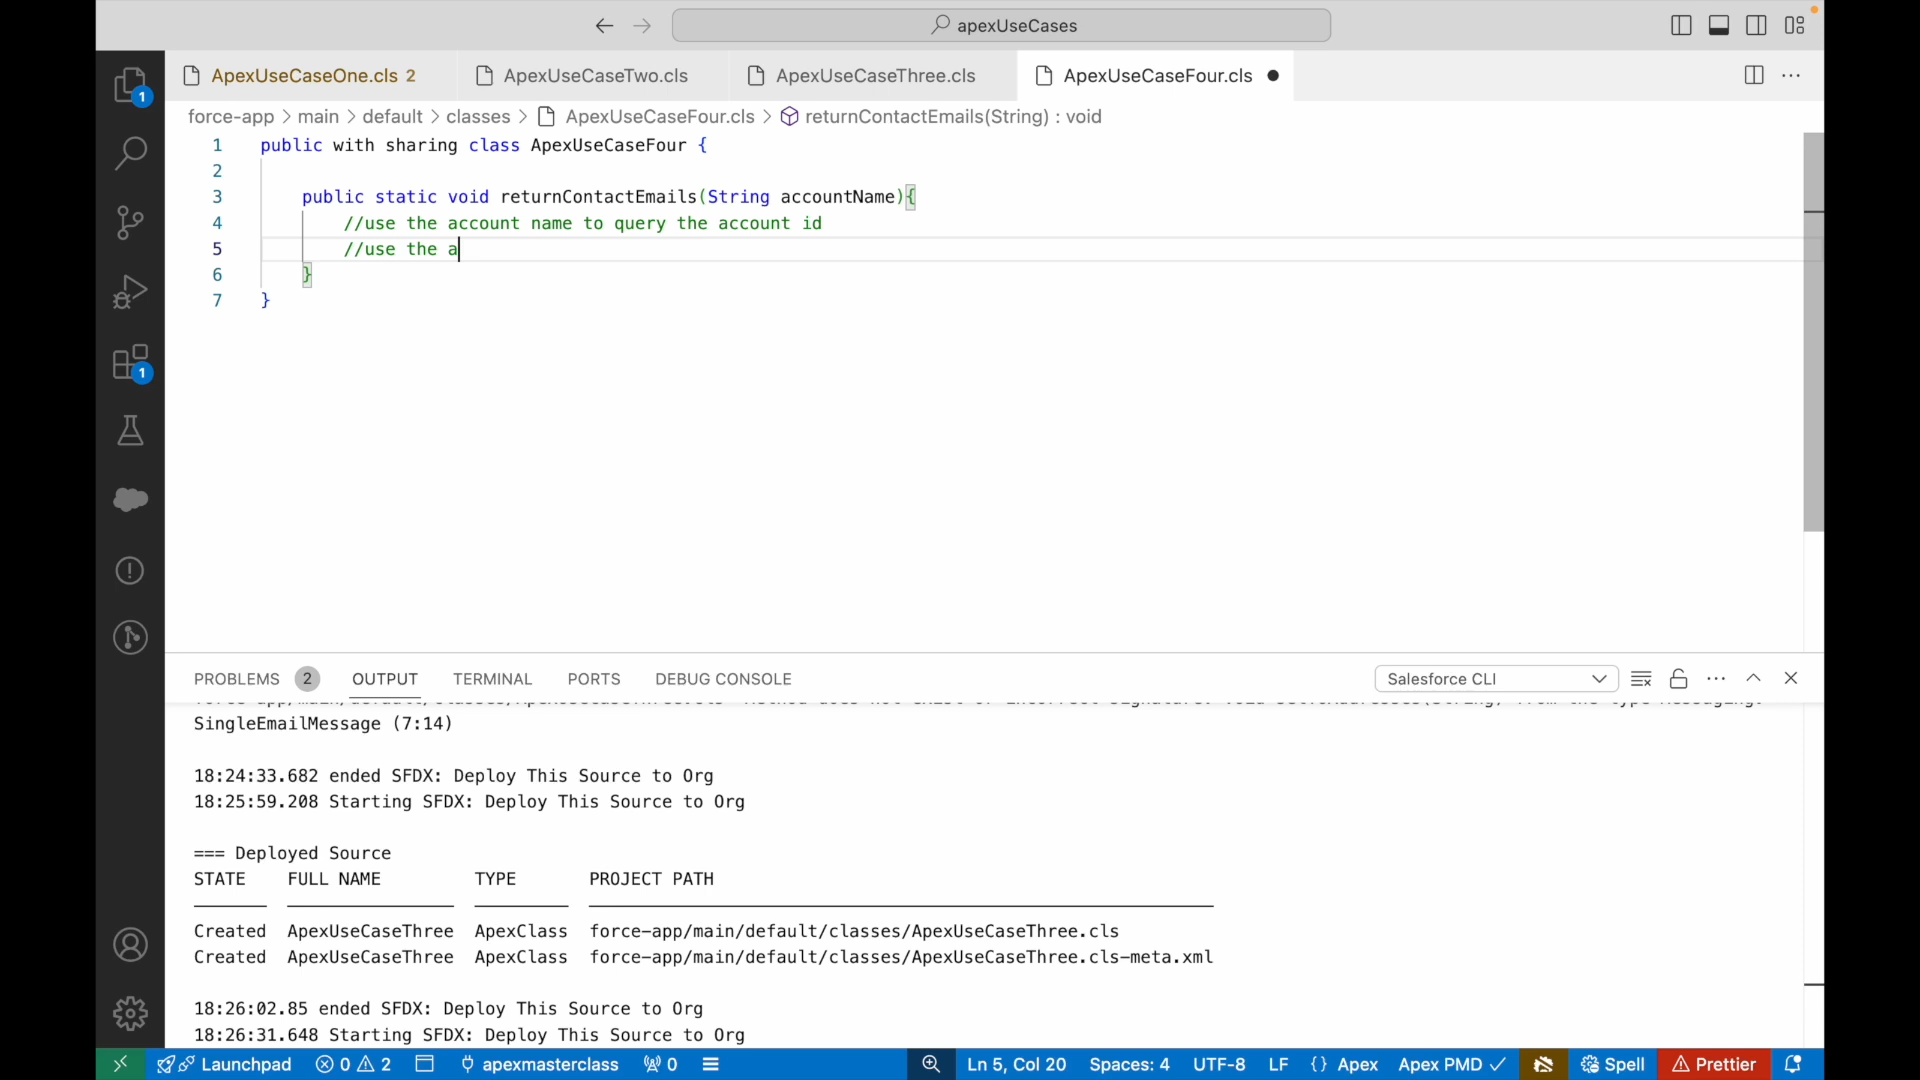 apexUseCases
ApexUseCaseOne.cls 2 ApexUseCaseTwo.cls ApexUseCaseThree.cls ApexUseCaseFour.cls
force-app > main > default > classes > ApexUseCaseFour.cls > returnContactEmails(String) : void
1 public with sharing class ApexUseCaseFour {
2
3 public static void returnContactEmails(String accountName){
4 //use the account name to query the account id
5 //use the a
6 }
7 }
1
1
PROBLEMS 2 OUTPUT TERMINAL PORTS DEBUG CONSOLE Salesforce CLI
SingleEmailMessage (7:14)
18:24:33.682 ended SFDX: Deploy This Source to Org
18:25:59.208 Starting SFDX: Deploy This Source to Org
=== Deployed Source
STATE FULL NAME TYPE PROJECT PATH
Created ApexUseCaseThree ApexClass force-app/main/default/classes/ApexUseCaseThree.cls
Created ApexUseCaseThree ApexClass force-app/main/default/classes/ApexUseCaseThree.cls-meta.xml
18:26:02.85 ended SFDX: Deploy This Source to Org
18:26:31.648 Starting SFDX: Deploy This Source to Org
Launchpad 0 2 apexmasterclass 0 Ln 5, Col 20 Spaces: 4 UTF-8 LF {} Apex Apex PMD Spell Prettier